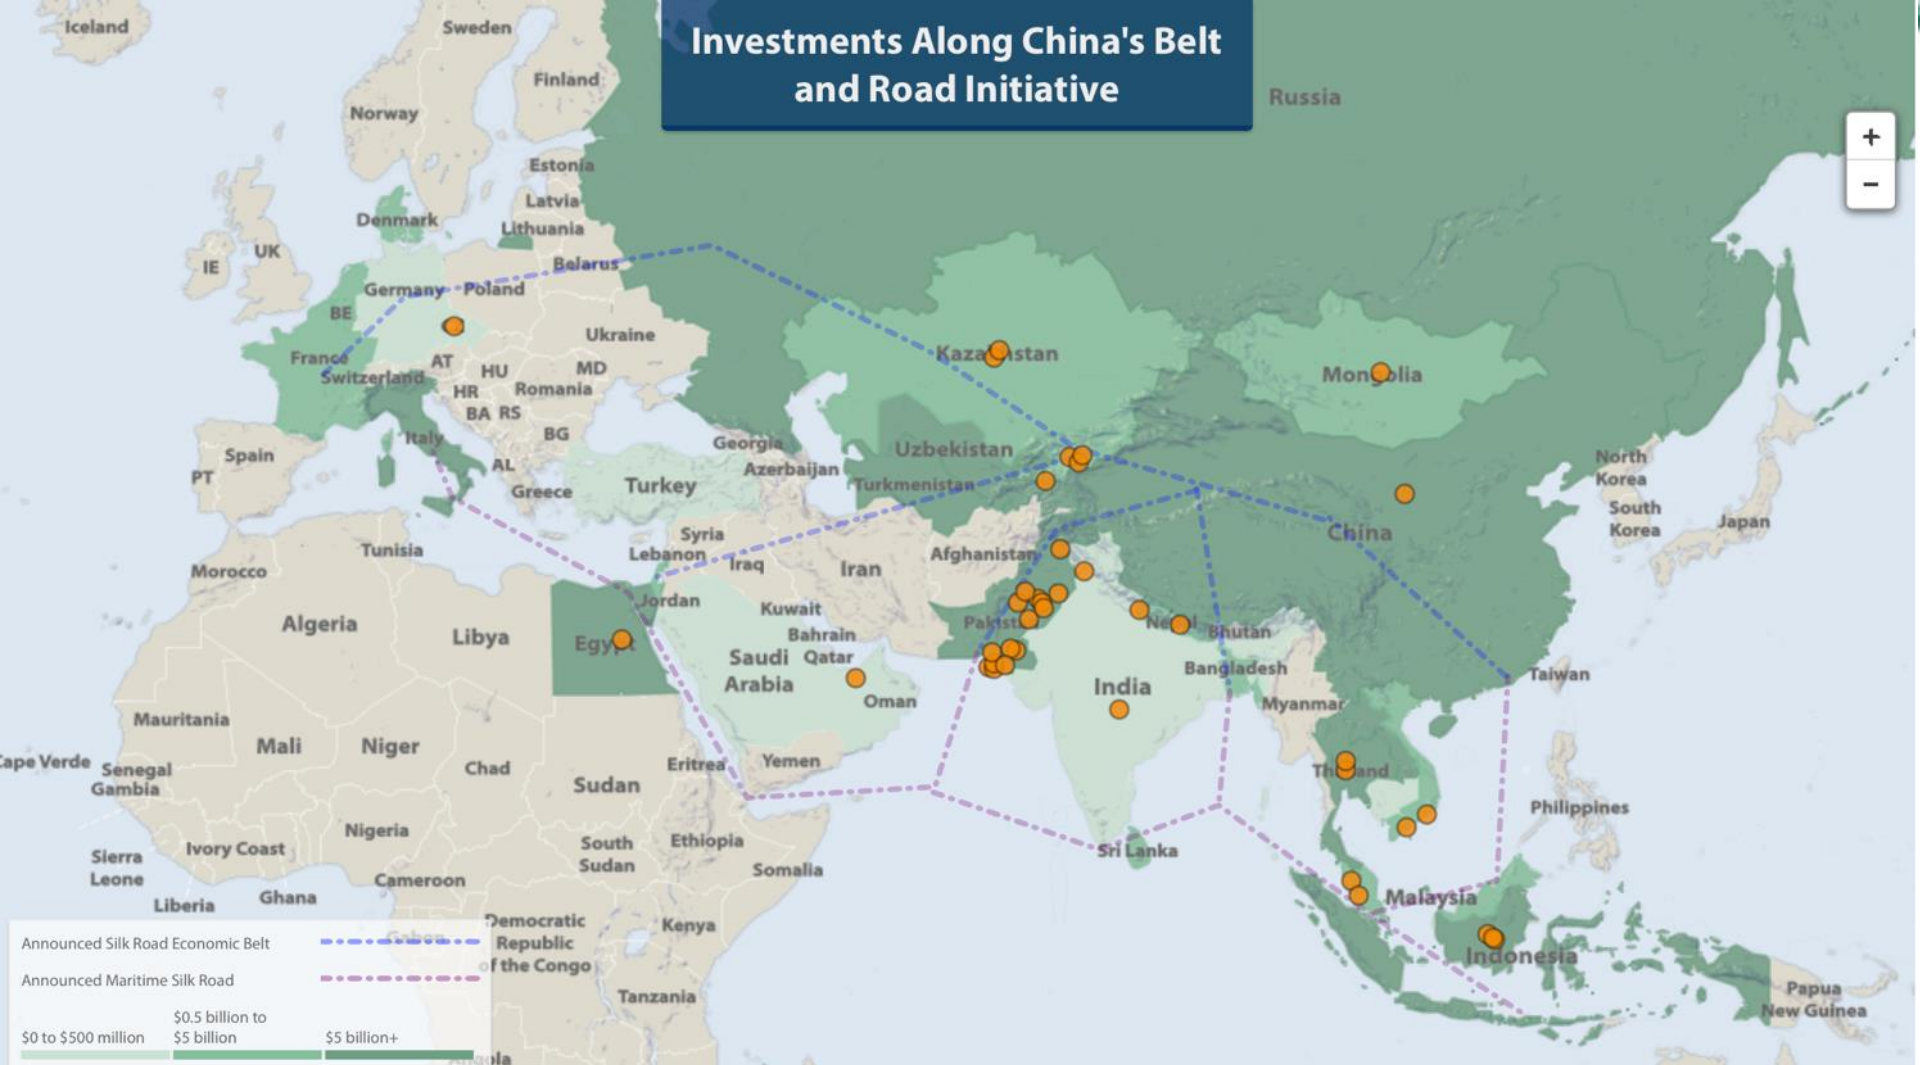 Investments Along China's Belt
and Road Initiative
Iceland
Sweden
Finland
Norway
Russia
+
−
Estonia
Latvia
Denmark
Lithuania
UK
IE
Belarus
Germany
Poland
BE
Ukraine
France
AT
Kazakhstan
Switzerland
HU
MD
Mongolia
HR
Romania
BA
RS
Italy
BG
Georgia
Uzbekistan
Spain
North
Korea
AL
Azerbaijan
PT
Greece
Turkey
Turkmenistan
South
Korea
Japan
Syria
China
Tunisia
Lebanon
Iraq
Afghanistan
Morocco
Iran
Jordan
Kuwait
Algeria
Libya
Egypt
Bahrain
Pakistan
Nepal
Bhutan
Saudi
Arabia
Qatar
Bangladesh
Taiwan
India
Oman
Myanmar
Mauritania
Mali
Niger
Chad
Eritrea
Yemen
Thailand
Cape Verde
Senegal
Gambia
Sudan
Philippines
Nigeria
Ivory Coast
South
Sudan
Ethiopia
Sri Lanka
Sierra
Leone
Cameroon
Somalia
Liberia
Ghana
Malaysia
Democratic
Republic
of the Congo
Kenya
Gabon
Indonesia
Tanzania
Papua
New Guinea
Angola
Announced Silk Road Economic Belt
Announced Maritime Silk Road
$0 to $500 million
$0.5 billion to
$5 billion
$5 billion+